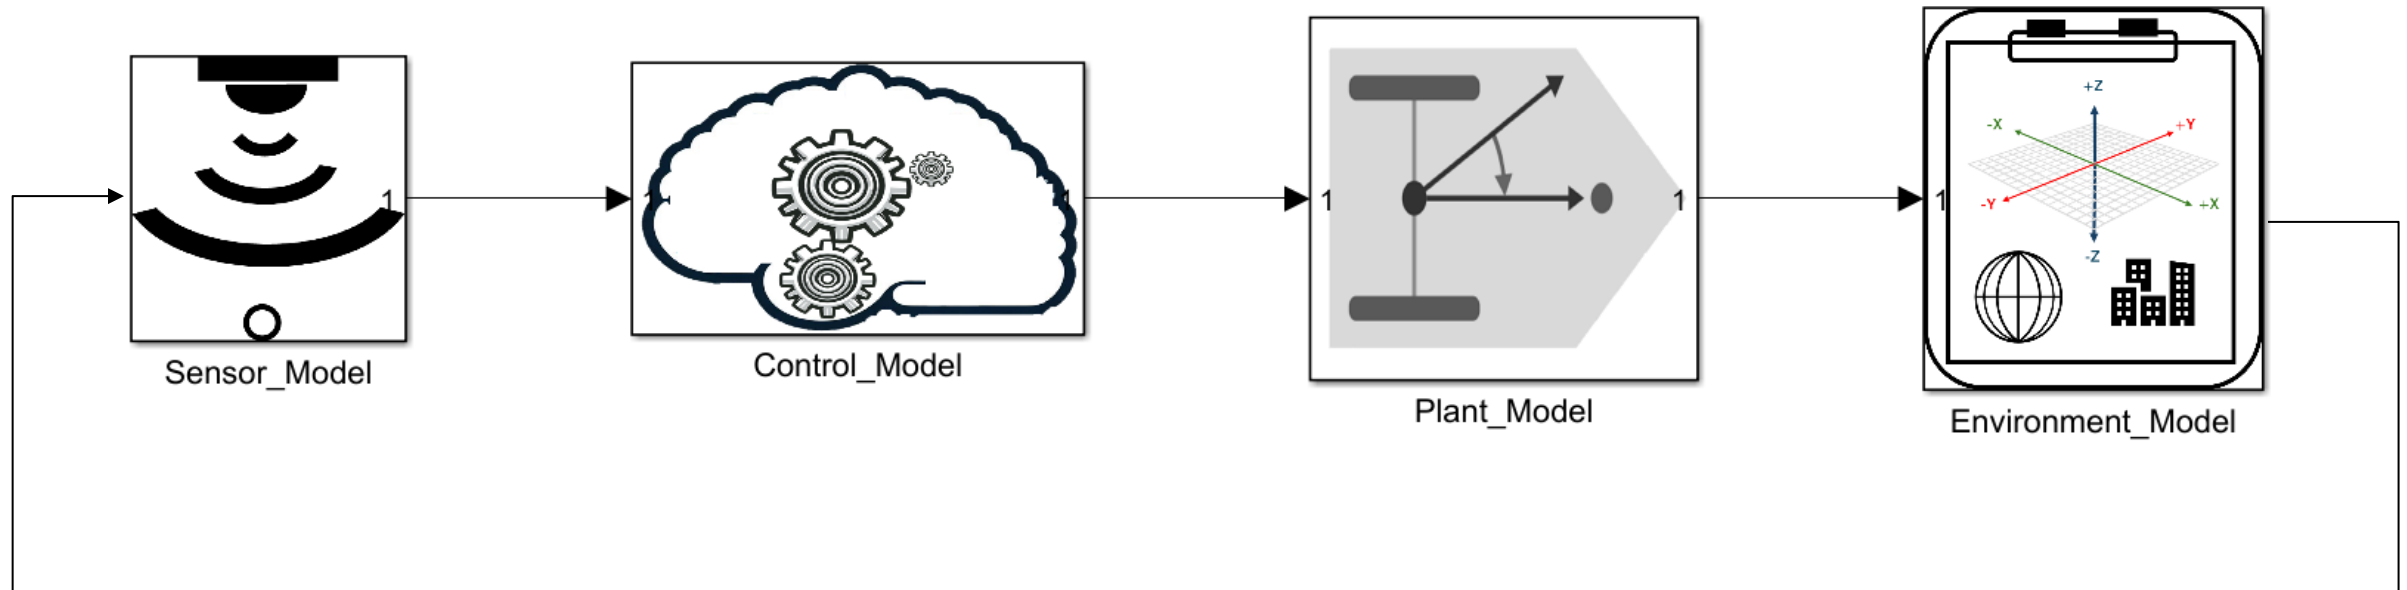 1
Sensor_Model
1
1
Control_Model
1
1
Plant_Model
1
+Z
-X
+Y
-Y
+X
-Z
Environment_Model